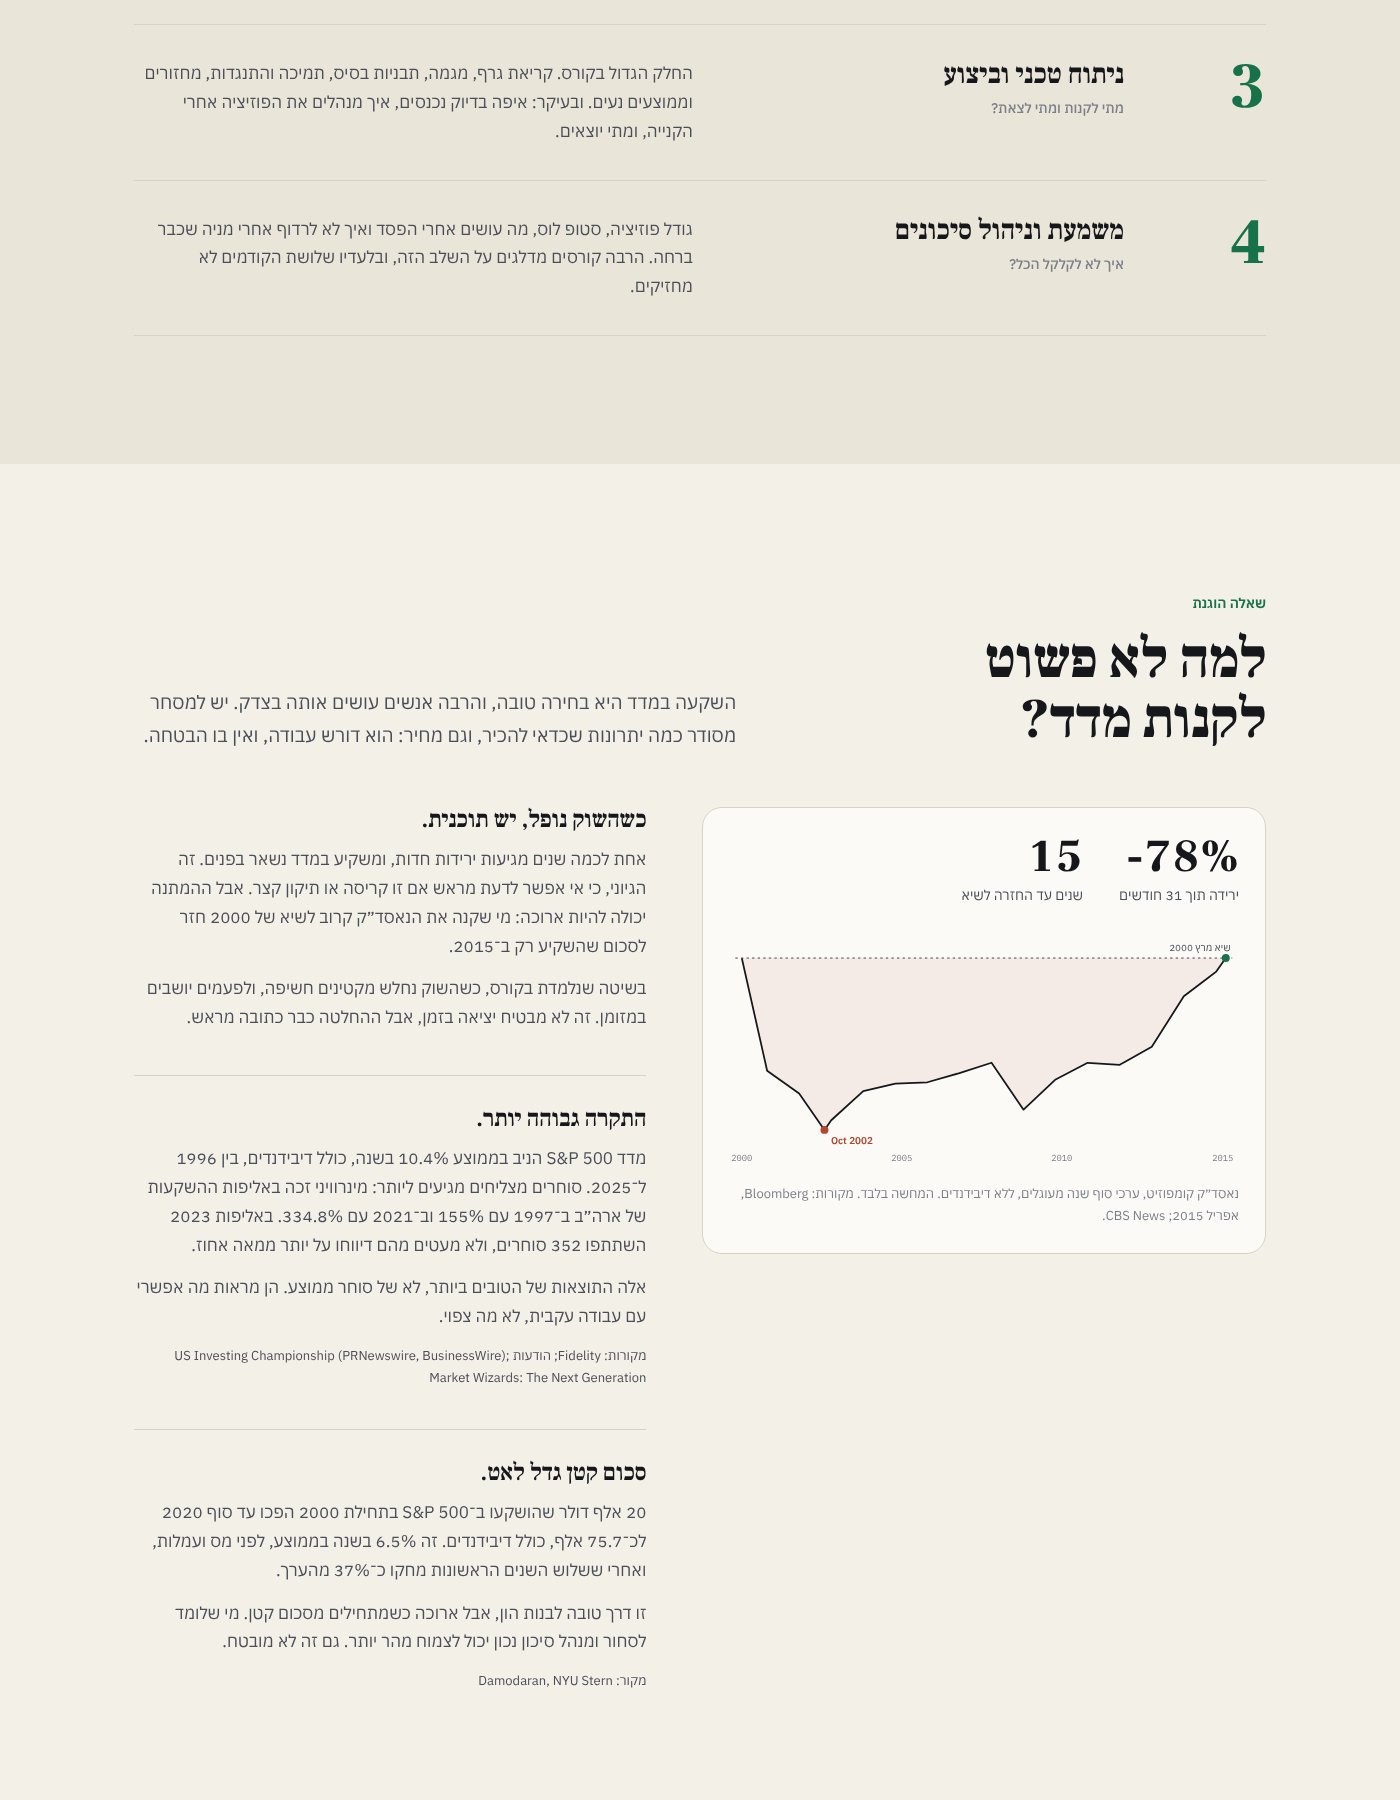 3
ניתוח טכני וביצוע
מתי לקנות ומתי לצאת?
החלק הגדול בקורס. קריאת גרף, מגמה, תבניות בסיס, תמיכה והתנגדות, מחזורים
וממוצעים נעים. ובעיקר: איפה בדיוק נכנסים, איך מנהלים את הפוזיציה אחרי
הקנייה, ומתי יוצאים.
4
משמעת וניהול סיכונים
איך לא לקלקל הכל?
גודל פוזיציה, סטופ לוס, מה עושים אחרי הפסד ואיך לא לרדוף אחרי מניה שכבר
ברחה. הרבה קורסים מדלגים על השלב הזה, ובלעדיו שלושת הקודמים לא
מחזיקים.
שאלה הוגנת
למה לא פשוט
לקנות מדד?
השקעה במדד היא בחירה טובה, והרבה אנשים עושים אותה בצדק. יש למסחר
מסודר כמה יתרונות שכדאי להכיר, וגם מחיר: הוא דורש עבודה, ואין בו הבטחה.
-78%
ירידה תוך 31 חודשים
15
שנים עד החזרה לשיא
שיא מרץ 2000
Oct 2002
2000
2005
2010
2015
נאסד״ק קומפוזיט, ערכי סוף שנה מעוגלים, ללא דיבידנדים. המחשה בלבד. מקורות: Bloomberg,
אפריל 2015; CBS News.
כשהשוק נופל, יש תוכנית.
אחת לכמה שנים מגיעות ירידות חדות, ומשקיע במדד נשאר בפנים. זה
הגיוני, כי אי אפשר לדעת מראש אם זו קריסה או תיקון קצר. אבל ההמתנה
יכולה להיות ארוכה: מי שקנה את הנאסד״ק קרוב לשיא של 2000 חזר
לסכום שהשקיע רק ב־2015.
בשיטה שנלמדת בקורס, כשהשוק נחלש מקטינים חשיפה, ולפעמים יושבים
במזומן. זה לא מבטיח יציאה בזמן, אבל ההחלטה כבר כתובה מראש.
התקרה גבוהה יותר.
מדד S&P 500 הניב בממוצע 10.4% בשנה, כולל דיבידנדים, בין 1996
ל־2025. סוחרים מצליחים מגיעים ליותר: מינרוויני זכה באליפות ההשקעות
של ארה״ב ב־1997 עם 155% וב־2021 עם 334.8%. באליפות 2023
השתתפו 352 סוחרים, ולא מעטים מהם דיווחו על יותר ממאה אחוז.
אלה התוצאות של הטובים ביותר, לא של סוחר ממוצע. הן מראות מה אפשרי
עם עבודה עקבית, לא מה צפוי.
מקורות: Fidelity; הודעות US Investing Championship (PRNewswire, BusinessWire);
Market Wizards: The Next Generation
סכום קטן גדל לאט.
20 אלף דולר שהושקעו ב־S&P 500 בתחילת 2000 הפכו עד סוף 2020
לכ־75.7 אלף, כולל דיבידנדים. זה 6.5% בשנה בממוצע, לפני מס ועמלות,
ואחרי ששלוש השנים הראשונות מחקו כ־37% מהערך.
זו דרך טובה לבנות הון, אבל ארוכה כשמתחילים מסכום קטן. מי שלומד
לסחור ומנהל סיכון נכון יכול לצמוח מהר יותר. גם זה לא מובטח.
מקור: Damodaran, NYU Stern